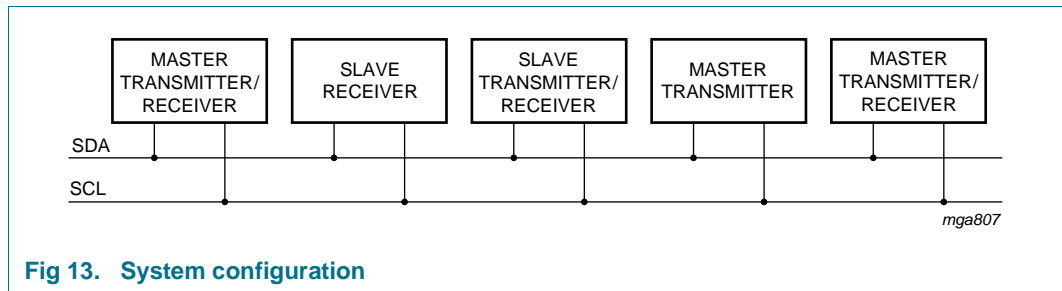 MASTER
TRANSMITTER/
RECEIVER
SLAVE
RECEIVER
SLAVE
TRANSMITTER/
RECEIVER
MASTER
TRANSMITTER
MASTER
TRANSMITTER/
RECEIVER
SDA
SCL
mga807
Fig 13. System configuration